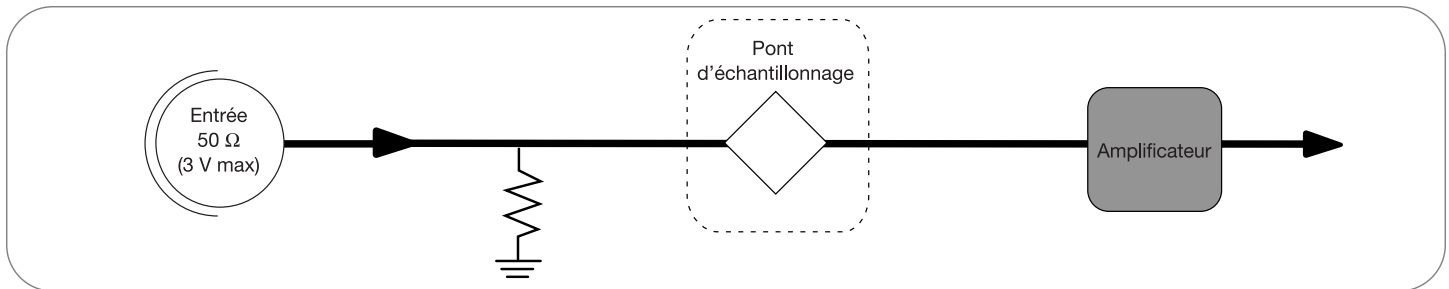 Entrée
50 Ω
(3 V max)
Pont
d'échantillonnage
Amplificateur